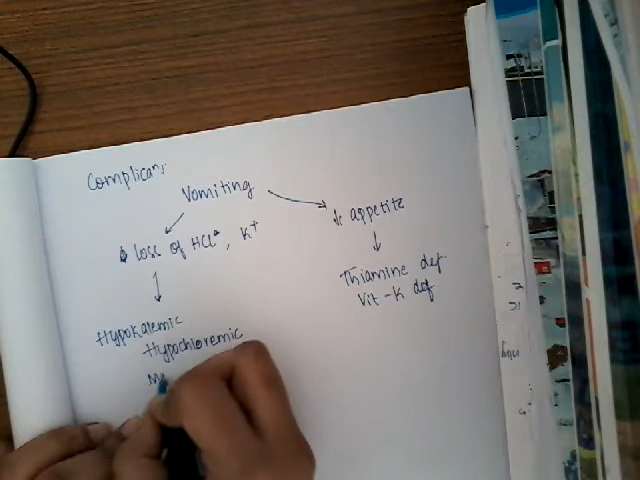 Complican:
Vomiting
loss of HCl, K+
↓ appetite
Thiamine def
Vit-K def
Hypokalemic
Hypochloremic
M